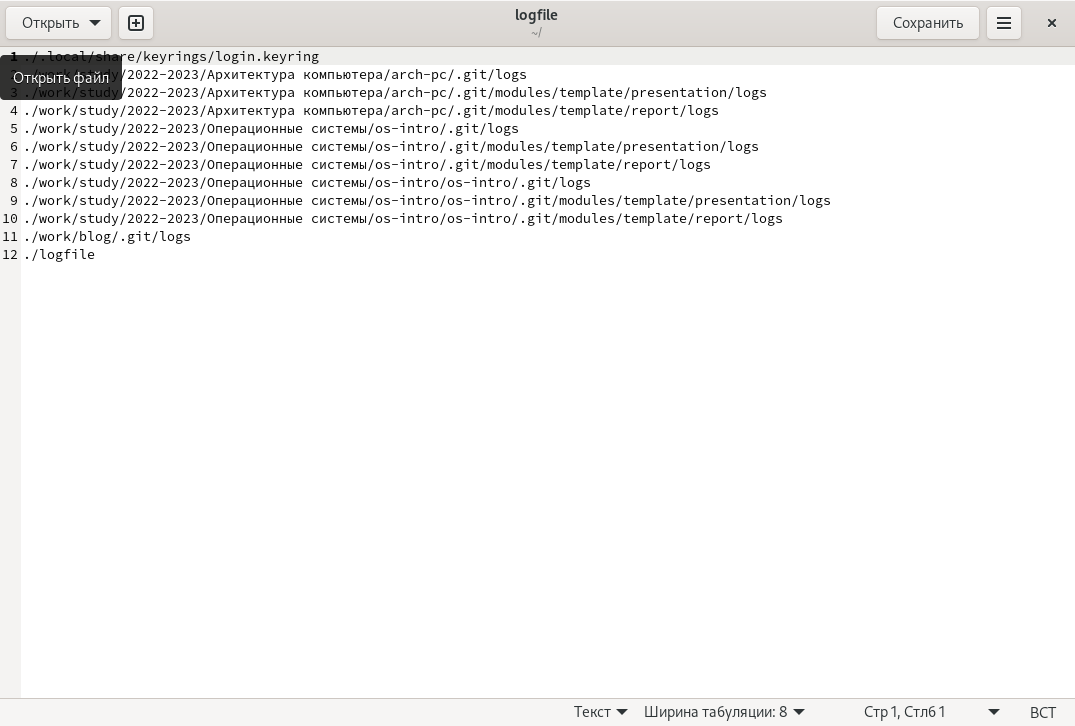 Открыть
logfile
~/
Сохранить
1 ./.local/share/keyrings/login.keyring
Открыть файл
2 ./work/study/2022-2023/Архитектура компьютера/arch-pc/.git/logs
3 ./work/study/2022-2023/Архитектура компьютера/arch-pc/.git/modules/template/presentation/logs
4 ./work/study/2022-2023/Архитектура компьютера/arch-pc/.git/modules/template/report/logs
5 ./work/study/2022-2023/Операционные системы/os-intro/.git/logs
6 ./work/study/2022-2023/Операционные системы/os-intro/.git/modules/template/presentation/logs
7 ./work/study/2022-2023/Операционные системы/os-intro/.git/modules/template/report/logs
8 ./work/study/2022-2023/Операционные системы/os-intro/os-intro/.git/logs
9 ./work/study/2022-2023/Операционные системы/os-intro/os-intro/.git/modules/template/presentation/logs
10 ./work/study/2022-2023/Операционные системы/os-intro/os-intro/.git/modules/template/report/logs
11 ./work/blog/.git/logs
12 ./logfile
Текст Ширина табуляции: 8 Стр 1, Стлб 1 ВСТ